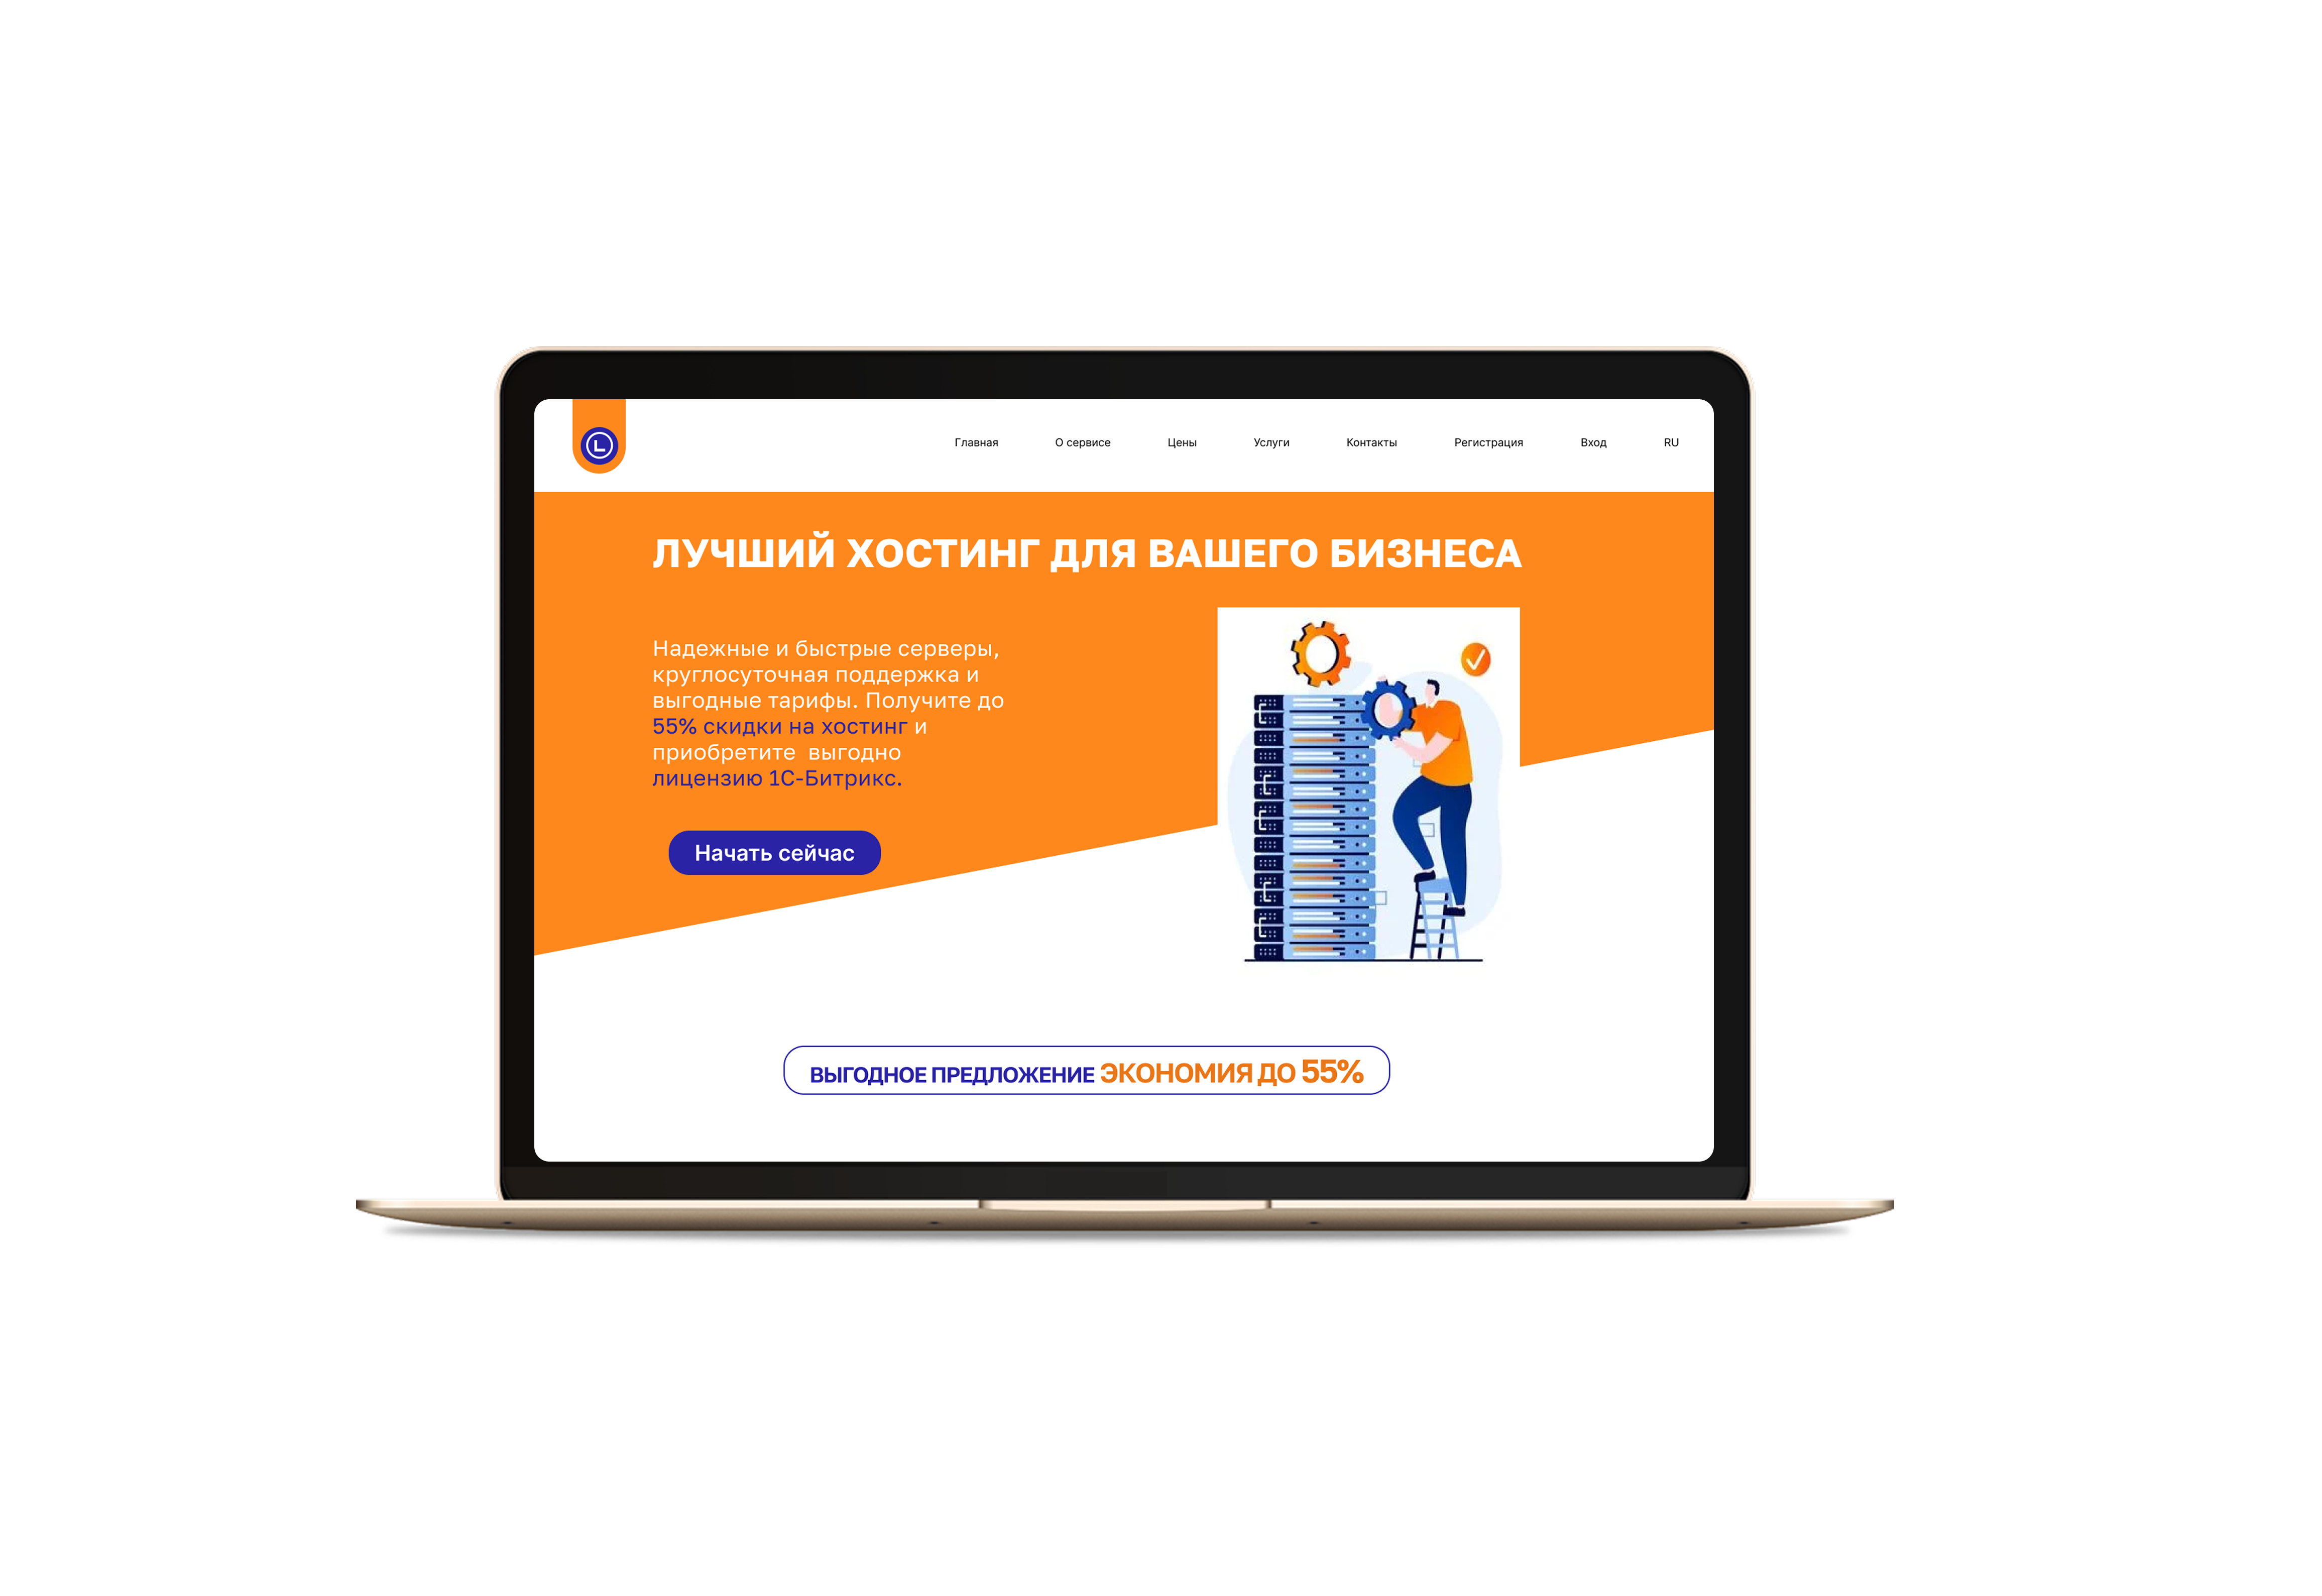 L
Главная О сервисе Цены Услуги Контакты Регистрация Вход RU
ЛУЧШИЙ ХОСТИНГ ДЛЯ ВАШЕГО БИЗНЕСА
Надежные и быстрые серверы,
круглосуточная поддержка и
выгодные тарифы. Получите до
55% скидки на хостинг и
приобретите выгодно
лицензию 1С-Битрикс.
Начать сейчас
ВЫГОДНОЕ ПРЕДЛОЖЕНИЕ ЭКОНОМИЯ ДО 55%